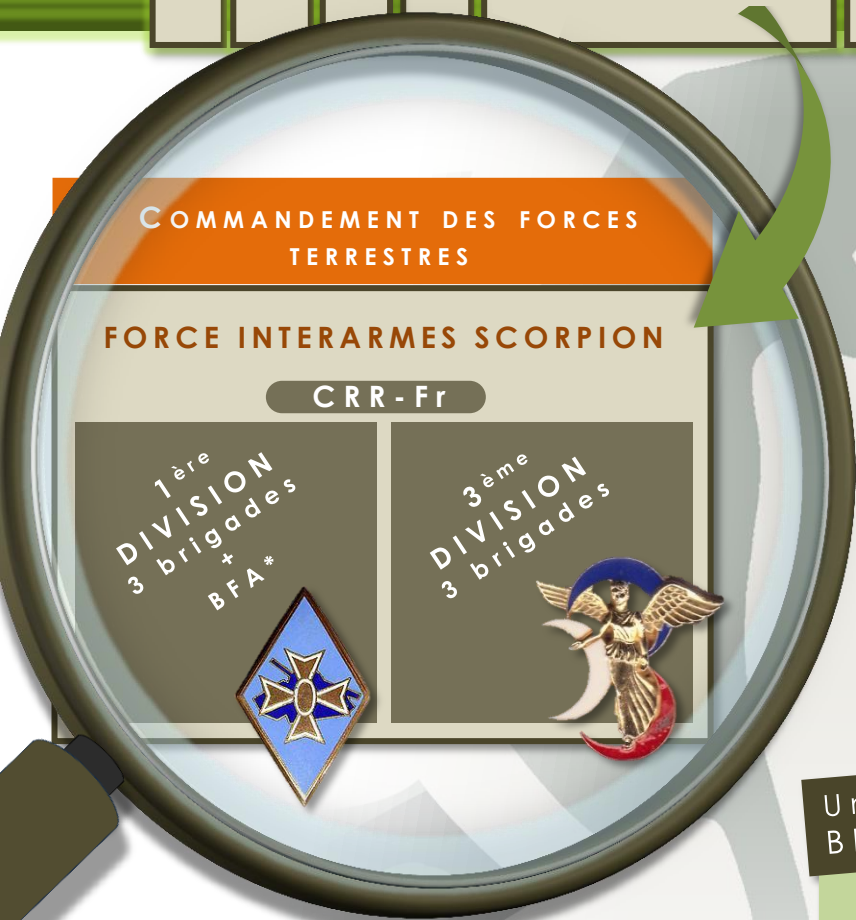 COMMANDEMENT DES FORCES
TERRESTRES
FORCE INTERARMES SCORPION
CRR-Fr
1ère
DIVISION
3 brigades
+
BFA*
3ème
DIVISION
3 brigades